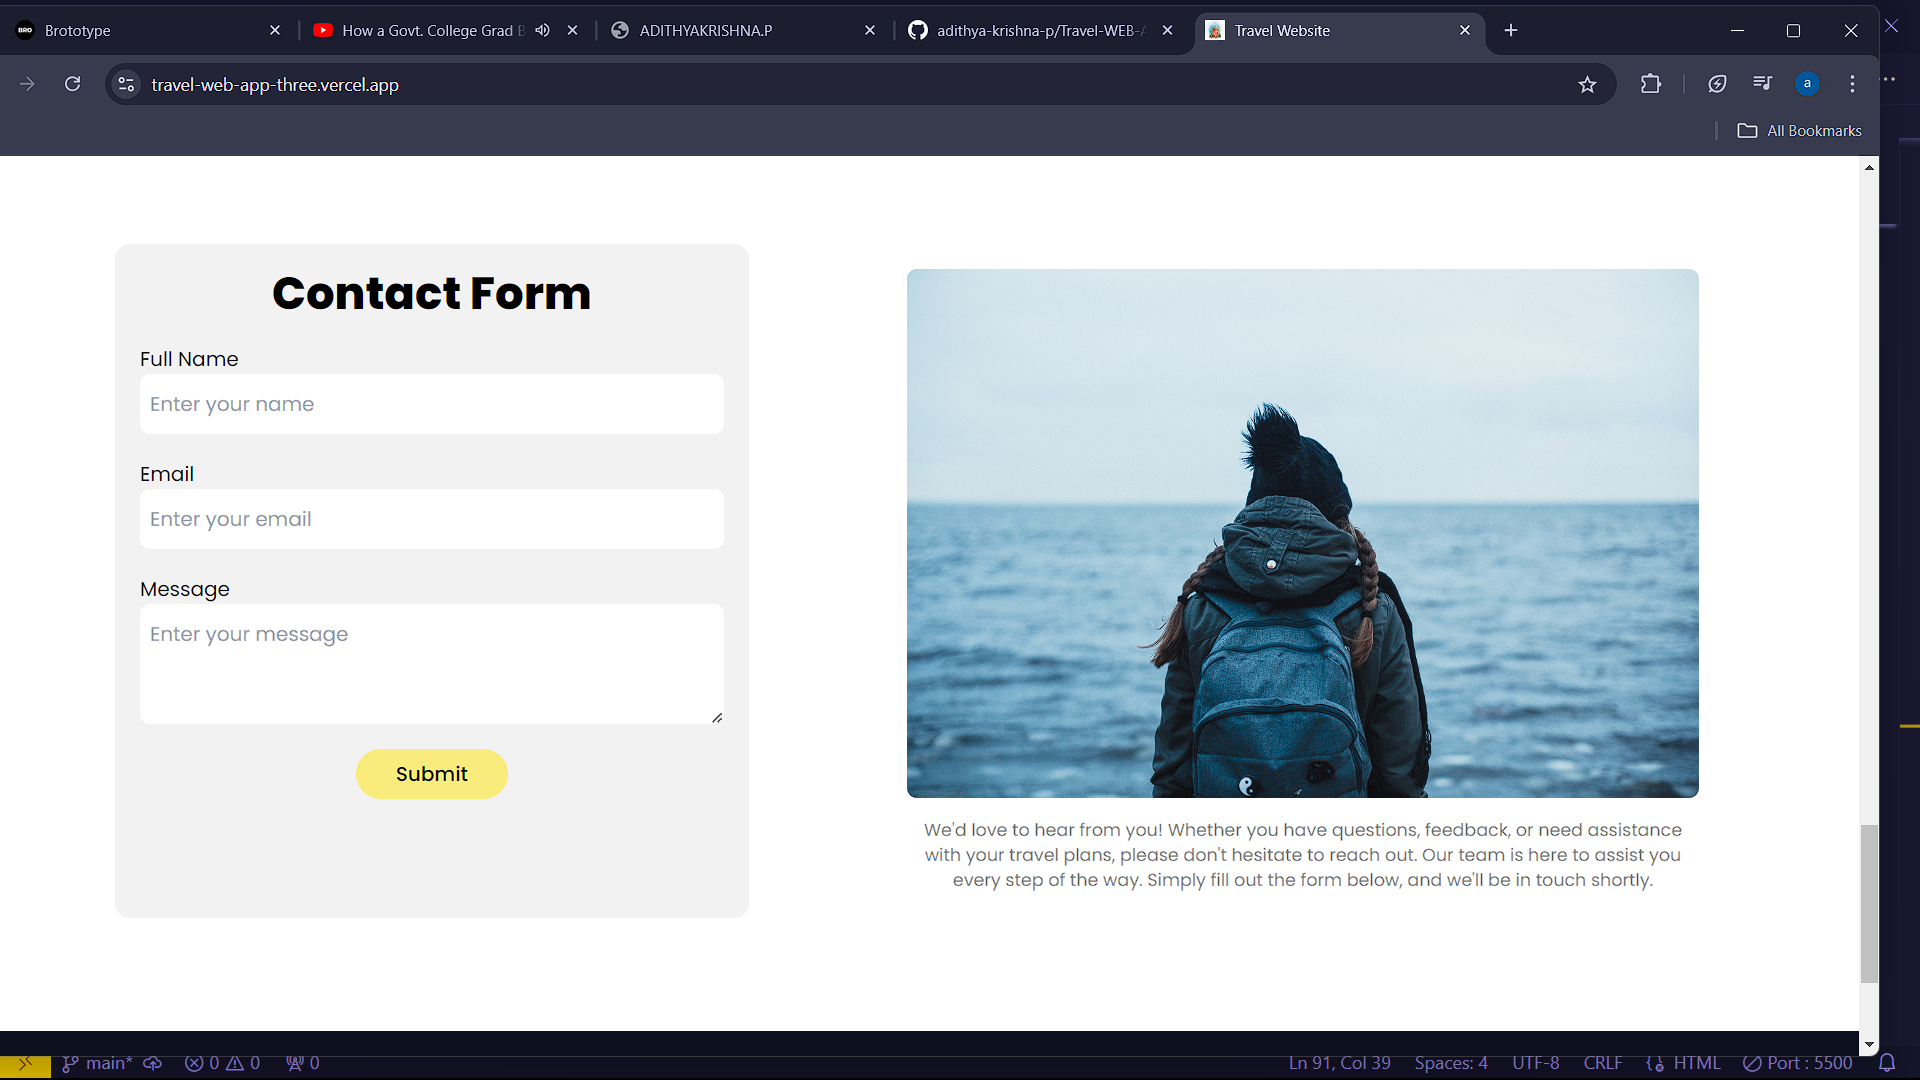 Brototype
How a Govt. College Grad B
ADITHYAKRISHNA.P
adithya-krishna-p/Travel-WEB-A
Travel Website
travel-web-app-three.vercel.app
a
All Bookmarks
Contact Form
Full Name
Enter your name
Email
Enter your email
Message
Enter your message
Submit
We'd love to hear from you! Whether you have questions, feedback, or need assistance
with your travel plans, please don't hesitate to reach out. Our team is here to assist you
every step of the way. Simply fill out the form below, and we'll be in touch shortly.
main* 0 0 0 Ln 91, Col 39 Spaces: 4 UTF-8 CRLF HTML Port : 5500